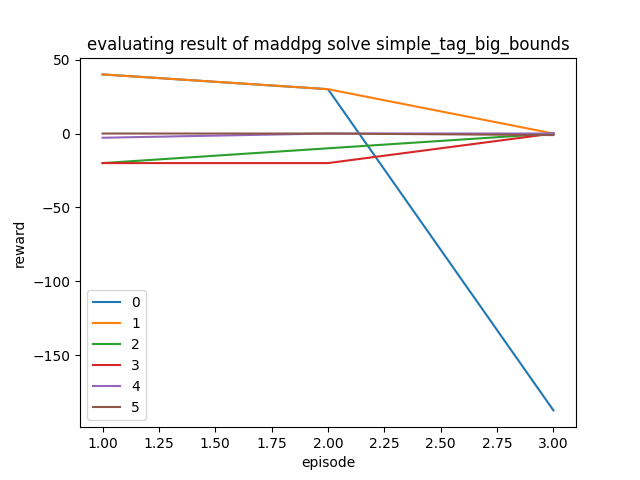 evaluating result of maddpg solve simple_tag_big_bounds
50
0
−50
−100
−150
reward
0
1
2
3
4
5
1.00 1.25 1.50 1.75 2.00 2.25 2.50 2.75 3.00
episode